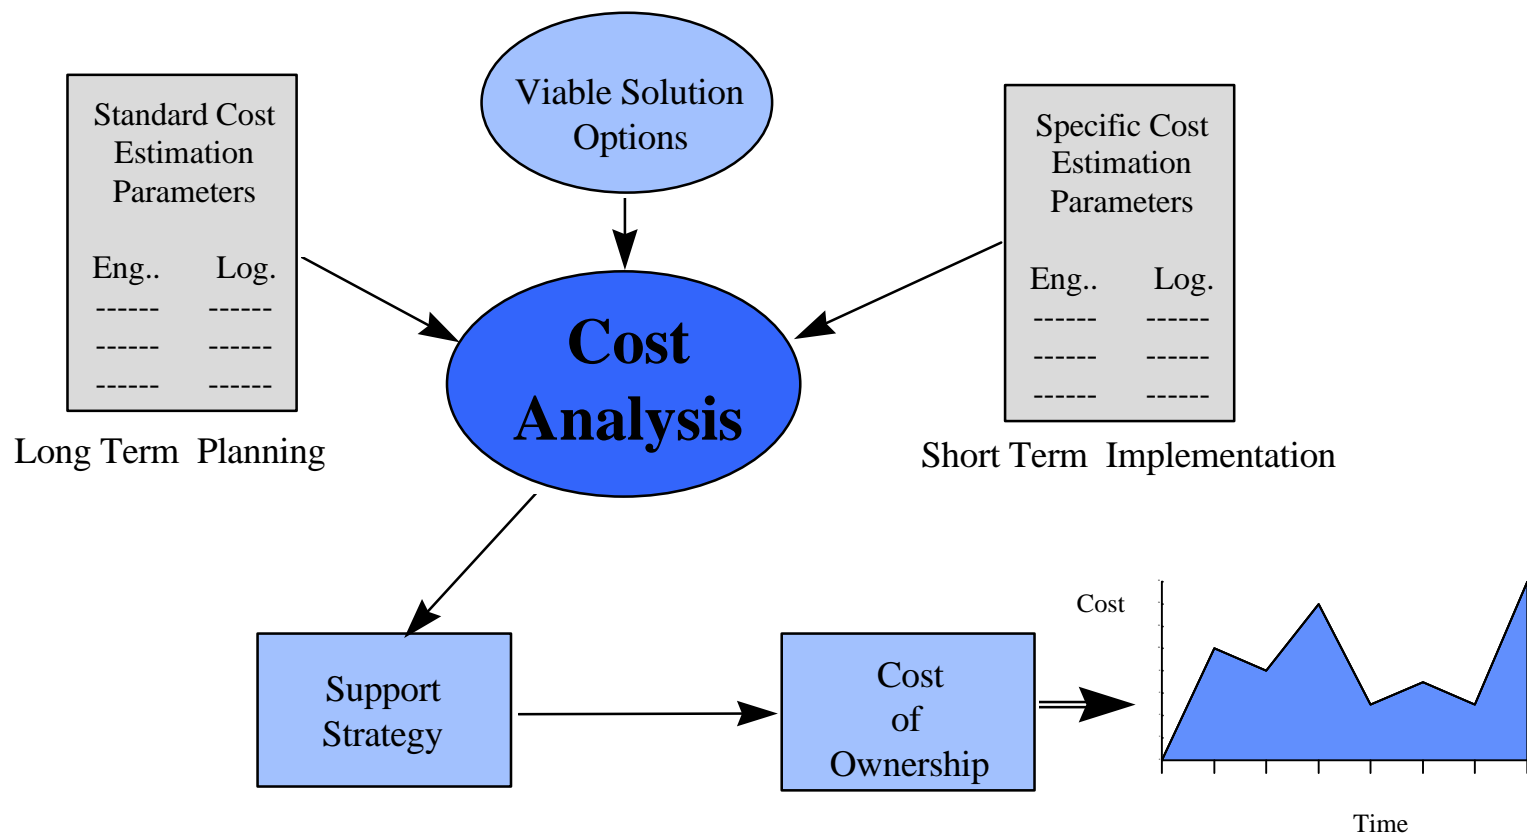 Viable Solution
Options
Standard Cost
Estimation
Parameters
Eng..   Log.
------   ------
------   ------
------   ------
Long Term  Planning
Specific Cost
Estimation
Parameters
Eng..   Log.
------   ------
------   ------
------   ------
Short Term  Implementation
Cost
Analysis
Support
Strategy
Cost
of
Ownership
Cost
Time